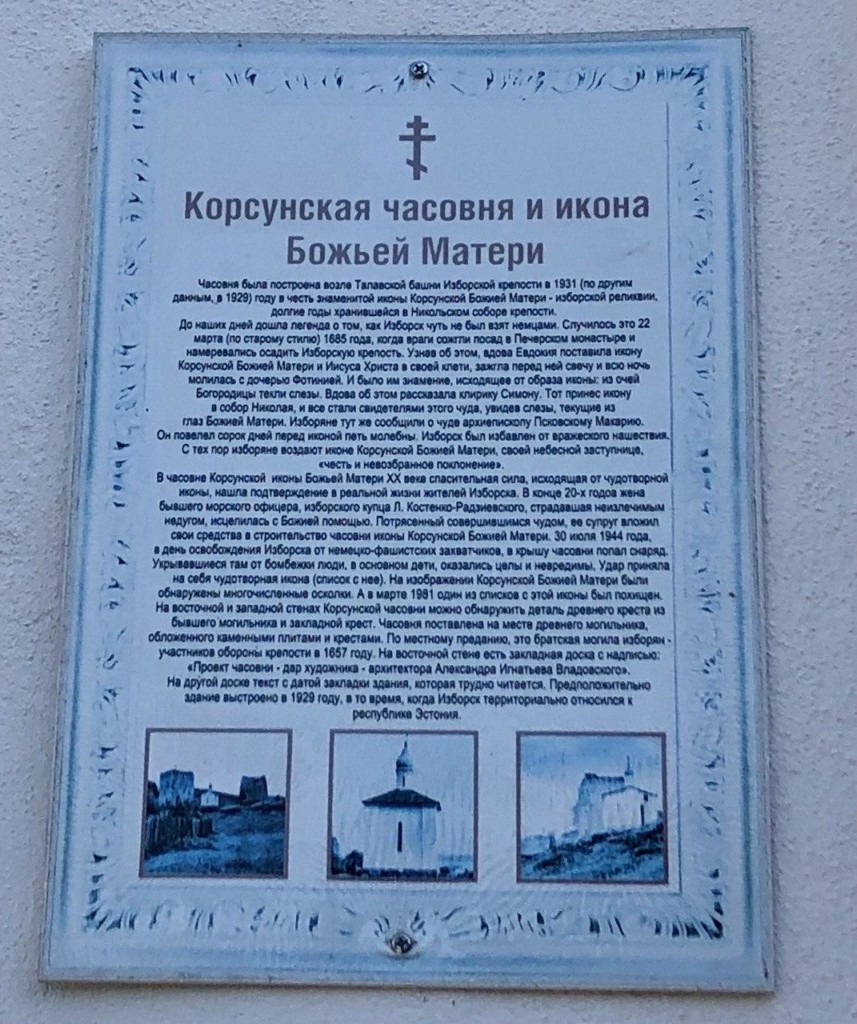 Корсунская часовня и икона
Божьей Матери
Часовня была построена возле Талавской башни Изборской крепости в 1931 (по другим
данным, в 1929) году в честь знаменитой иконы Корсунской Божией Матери - изборской реликвии,
долгие годы хранившейся в Никольском соборе крепости.
До наших дней дошла легенда о том, как Изборск чуть не был взят немцами. Случилось это 22
марта (по старому стилю) 1685 года, когда враги сожгли посад в Печерском монастыре и
намеревались осадить Изборскую крепость. Узнав об этом, вдова Евдокия поставила икону
Корсунской Божией Матери и Иисуса Христа в своей клети, зажгла перед ней свечу и всю ночь
молилась с дочерью Фотинией. И было им знамение, исходящее от образа иконы: из очей
Богородицы текли слезы. Вдова об этом рассказала клирику Симону. Тот принес икону
в собор Николая, и все стали свидетелями этого чуда, увидев слезы, текущие из
глаз Божией Матери. Изборяне тут же сообщили о чуде архиепископу Псковскому Макарию.
Он повелел сорок дней перед иконой петь молебны. Изборск был избавлен от вражеского нашествия.
С тех пор изборяне воздают иконе Корсунской Божией Матери, своей небесной заступнице,
«честь и невозбранное поклонение».
В часовне Корсунской иконы Божьей Матери XX века спасительная сила, исходящая от чудотворной
иконы, нашла подтверждение в реальной жизни жителей Изборска. В конце 20-х годов жена
бывшего морского офицера, изборского купца Л. Костенко-Радзиевского, страдавшая неизлечимым
недугом, исцелилась с Божией помощью. Потрясенный совершившимся чудом, ее супруг вложил
свои средства в строительство часовни иконы Корсунской Божией Матери. 30 июля 1944 года,
в день освобождения Изборска от немецко-фашистских захватчиков, в крышу часовни попал снаряд.
Укрывавшиеся там от бомбежки люди, в основном дети, оказались целы и невредимы. Удар приняла
на себя чудотворная икона (список с нее). На изображении Корсунской Божией Матери были
обнаружены многочисленные осколки. А в марте 1981 один из списков с этой иконы был похищен.
На восточной и западной стенах Корсунской часовни можно обнаружить деталь древнего креста из
бывшего могильника и закладной крест. Часовня поставлена на месте древнего могильника,
обложенного каменными плитами и крестами. По местному преданию, это братская могила изборян -
участников обороны крепости в 1657 году. На восточной стене есть закладная доска с надписью:
«Проект часовни - дар художника - архитектора Александра Игнатьева Владовского».
На другой доске текст с датой закладки здания, которая трудно читается. Предположительно
здание выстроено в 1929 году, в то время, когда Изборск территориально относился к
республике Эстония.